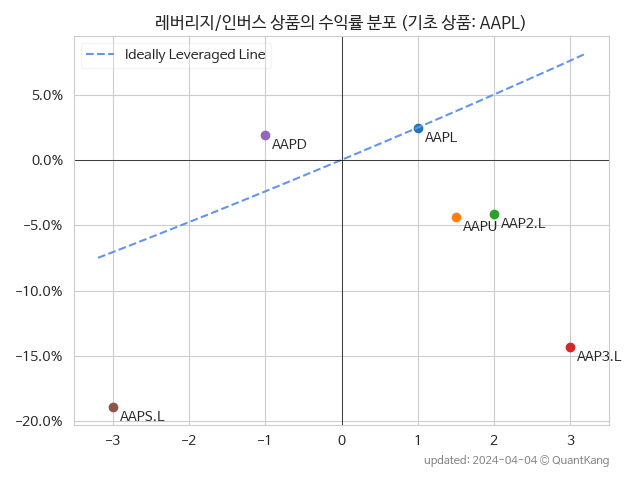 레버리지/인버스 상품의 수익률 분포 (기초 상품: AAPL)
Ideally Leveraged Line
5.0%
0.0%
−5.0%
−10.0%
−15.0%
−20.0%
AAPD
AAPL
AAPU
AAP2.L
AAP3.L
AAPS.L
−3
−2
−1
0
1
2
3
updated: 2024-04-04 © QuantKang